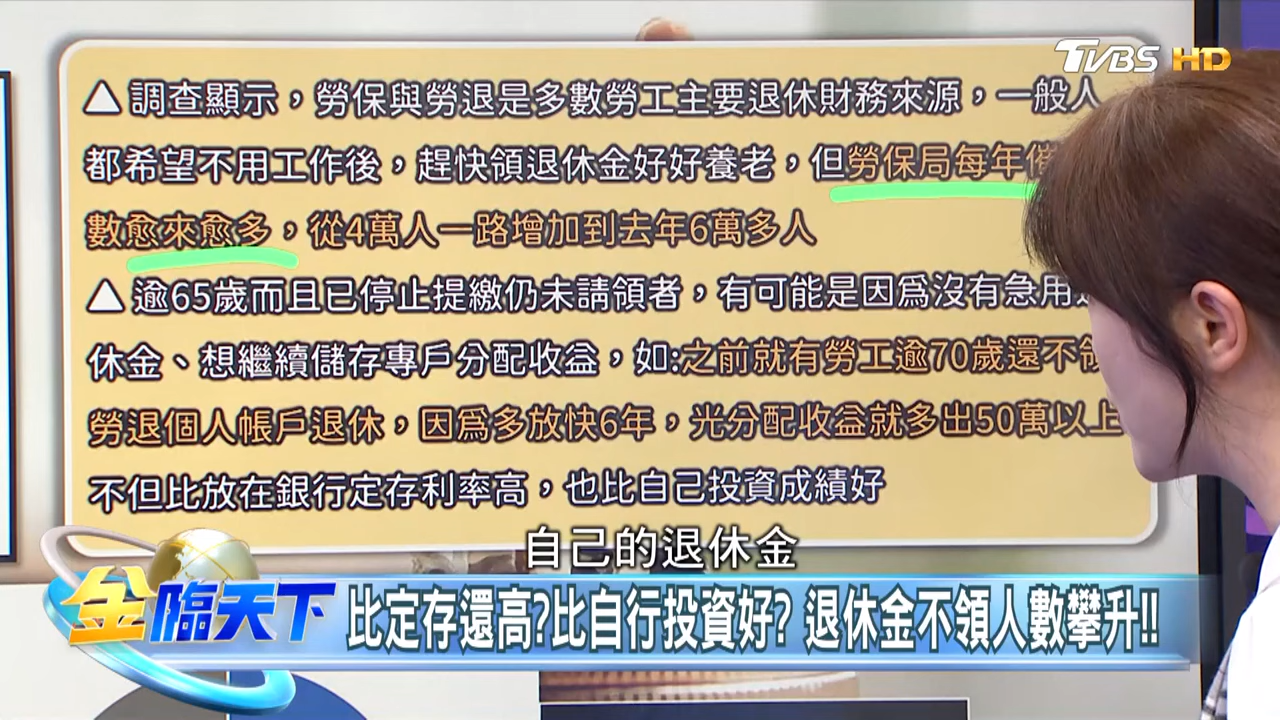 TVBS HD
▲調查顯示，勞保與勞退是多數勞工主要退休財務來源，一般人
都希望不用工作後，趕快領退休金好好養老，但勞保局每年催
數愈來愈多，從4萬人一路增加到去年6萬多人
▲逾65歲而且已停止提繳仍未請領者，有可能是因為沒有急用
休金、想繼續儲存專戶分配收益，如:之前就有勞工逾70歲還不領
勞退個人帳戶退休，因為多放快6年，光分配收益就多出50萬以上
不但比放在銀行定存利率高，也比自己投資成績好
自己的退休金
金臨天下
比定存還高?比自行投資好? 退休金不領人數攀升!!